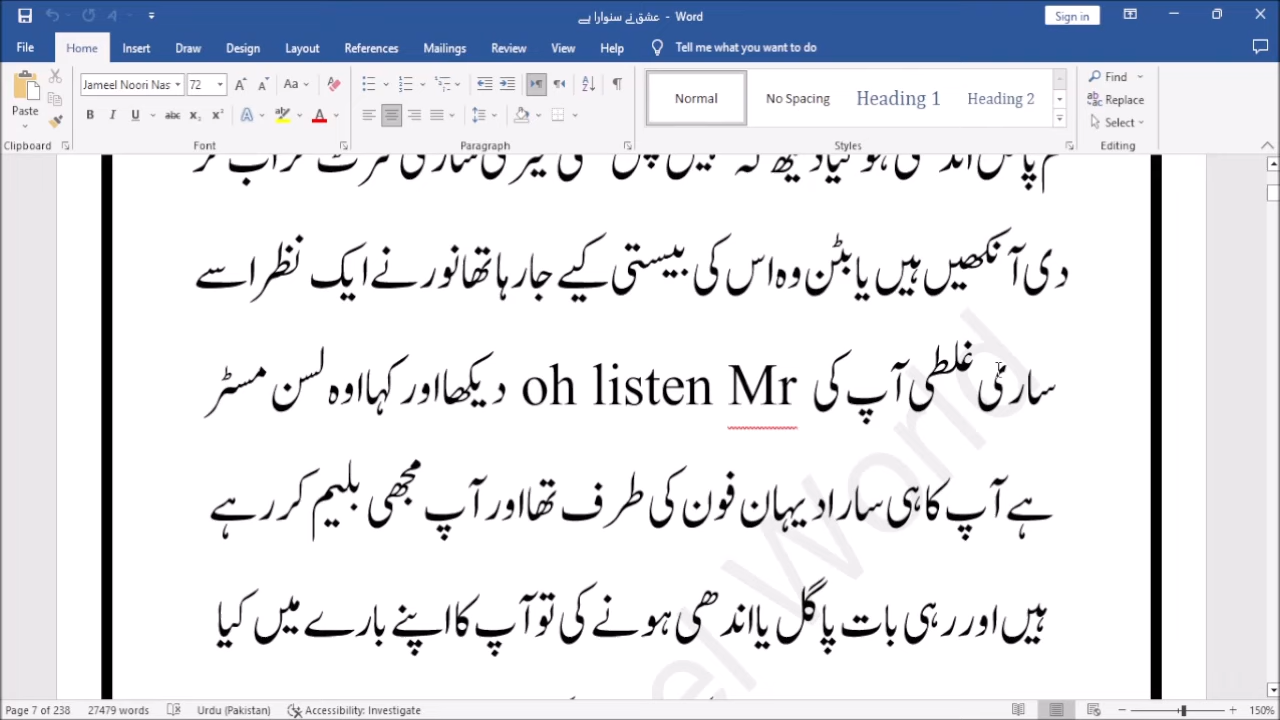 عشق نے سنوارا ہے - Word
Sign in
File Home Insert Draw Design Layout References Mailings Review View Help Tell me what you want to do
Paste
Jameel Noori Nas 72
Normal No Spacing Heading 1 Heading 2
Find
Replace
Select
Clipboard Font Paragraph Styles Editing
دی آنکھیں ہیں یا بٹن وہ اس کی بیستی کیے جا رہا تھا نور نے ایک نظر اسے
دیکھا اور کہا اوہ لسن مسٹر oh listen Mr ساری غلطی آپ کی
ہے آپ کا ہی سارا دیہان فون کی طرف تھا اور آپ مجھی بلیم کر رہے
ہیں اور رہی بات پاگل یا اندھی ہونے کی تو آپ کا اپنے بارے میں کیا
el World
Page 7 of 238 27479 words Urdu (Pakistan) Accessibility: Investigate 150%